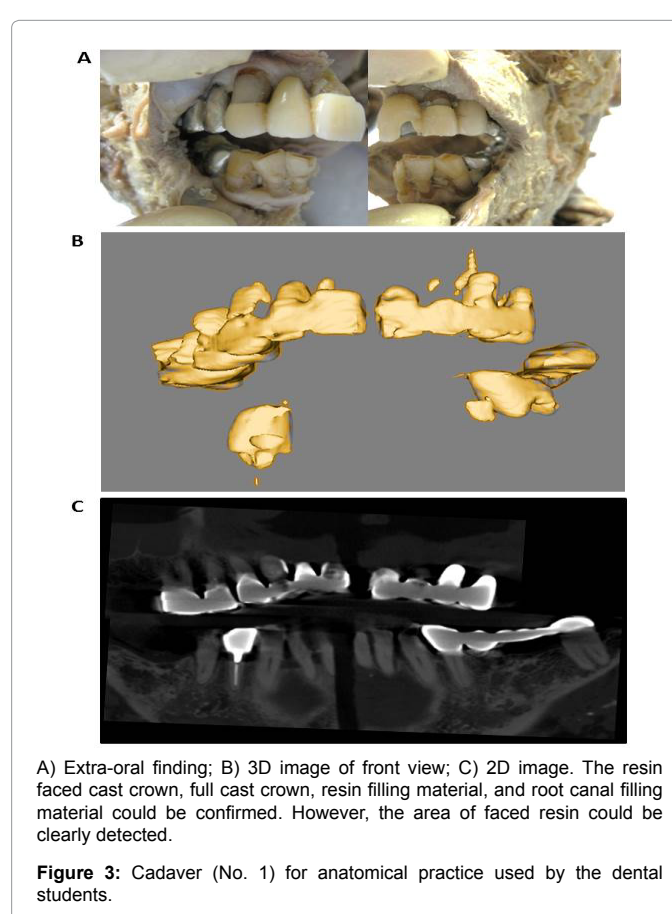 A
B
C
A) Extra-oral finding; B) 3D image of front view; C) 2D image. The resin
faced cast crown, full cast crown, resin filling material, and root canal filling
material could be confirmed. However, the area of faced resin could be
clearly detected.
Figure 3: Cadaver (No. 1) for anatomical practice used by the dental
students.